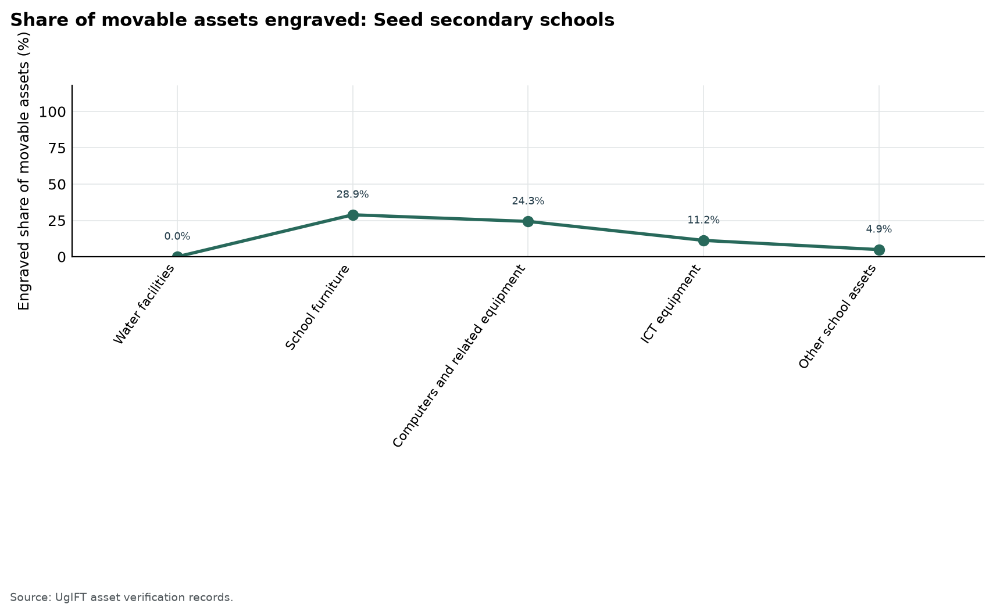 Share of movable assets engraved: Seed secondary schools
Engraved share of movable assets (%)
100
75
50
25
0
0.0%
28.9%
24.3%
11.2%
4.9%
Water facilities
School furniture
Computers and related equipment
ICT equipment
Other school assets
Source: UgIFT asset verification records.